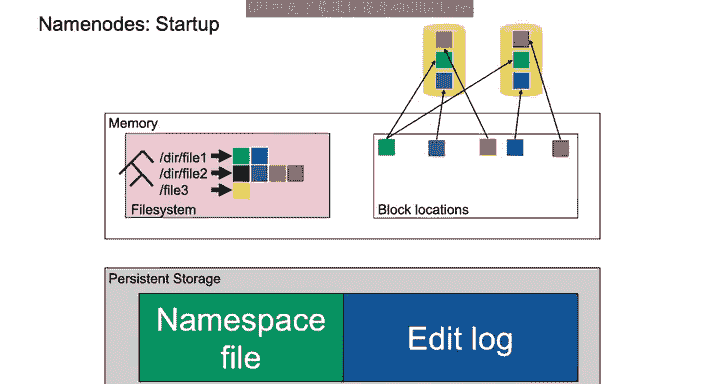 Namenodes: Startup
Memory
/dir/file1
/dir/file2
/file3
Filesystem
Block locations
Persistent Storage
Namespace
file
Edit log